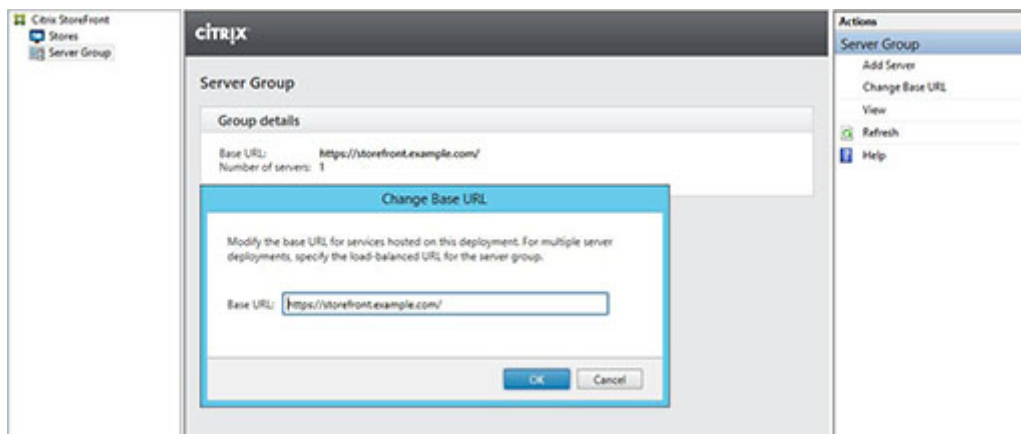 Citrix StoreFront
Stores
Server Group
CİTRIX
Server Group
Group details
Base URL: https://storefront.example.com/
Number of servers: 1
Change Base URL
Modify the base URL for services hosted on this deployment. For multiple server
deployments, specify the load-balanced URL for the server group.
Base URL: https://storefront.example.com/
OK
Cancel
Actions
Server Group
Add Server
Change Base URL
View
Refresh
Help